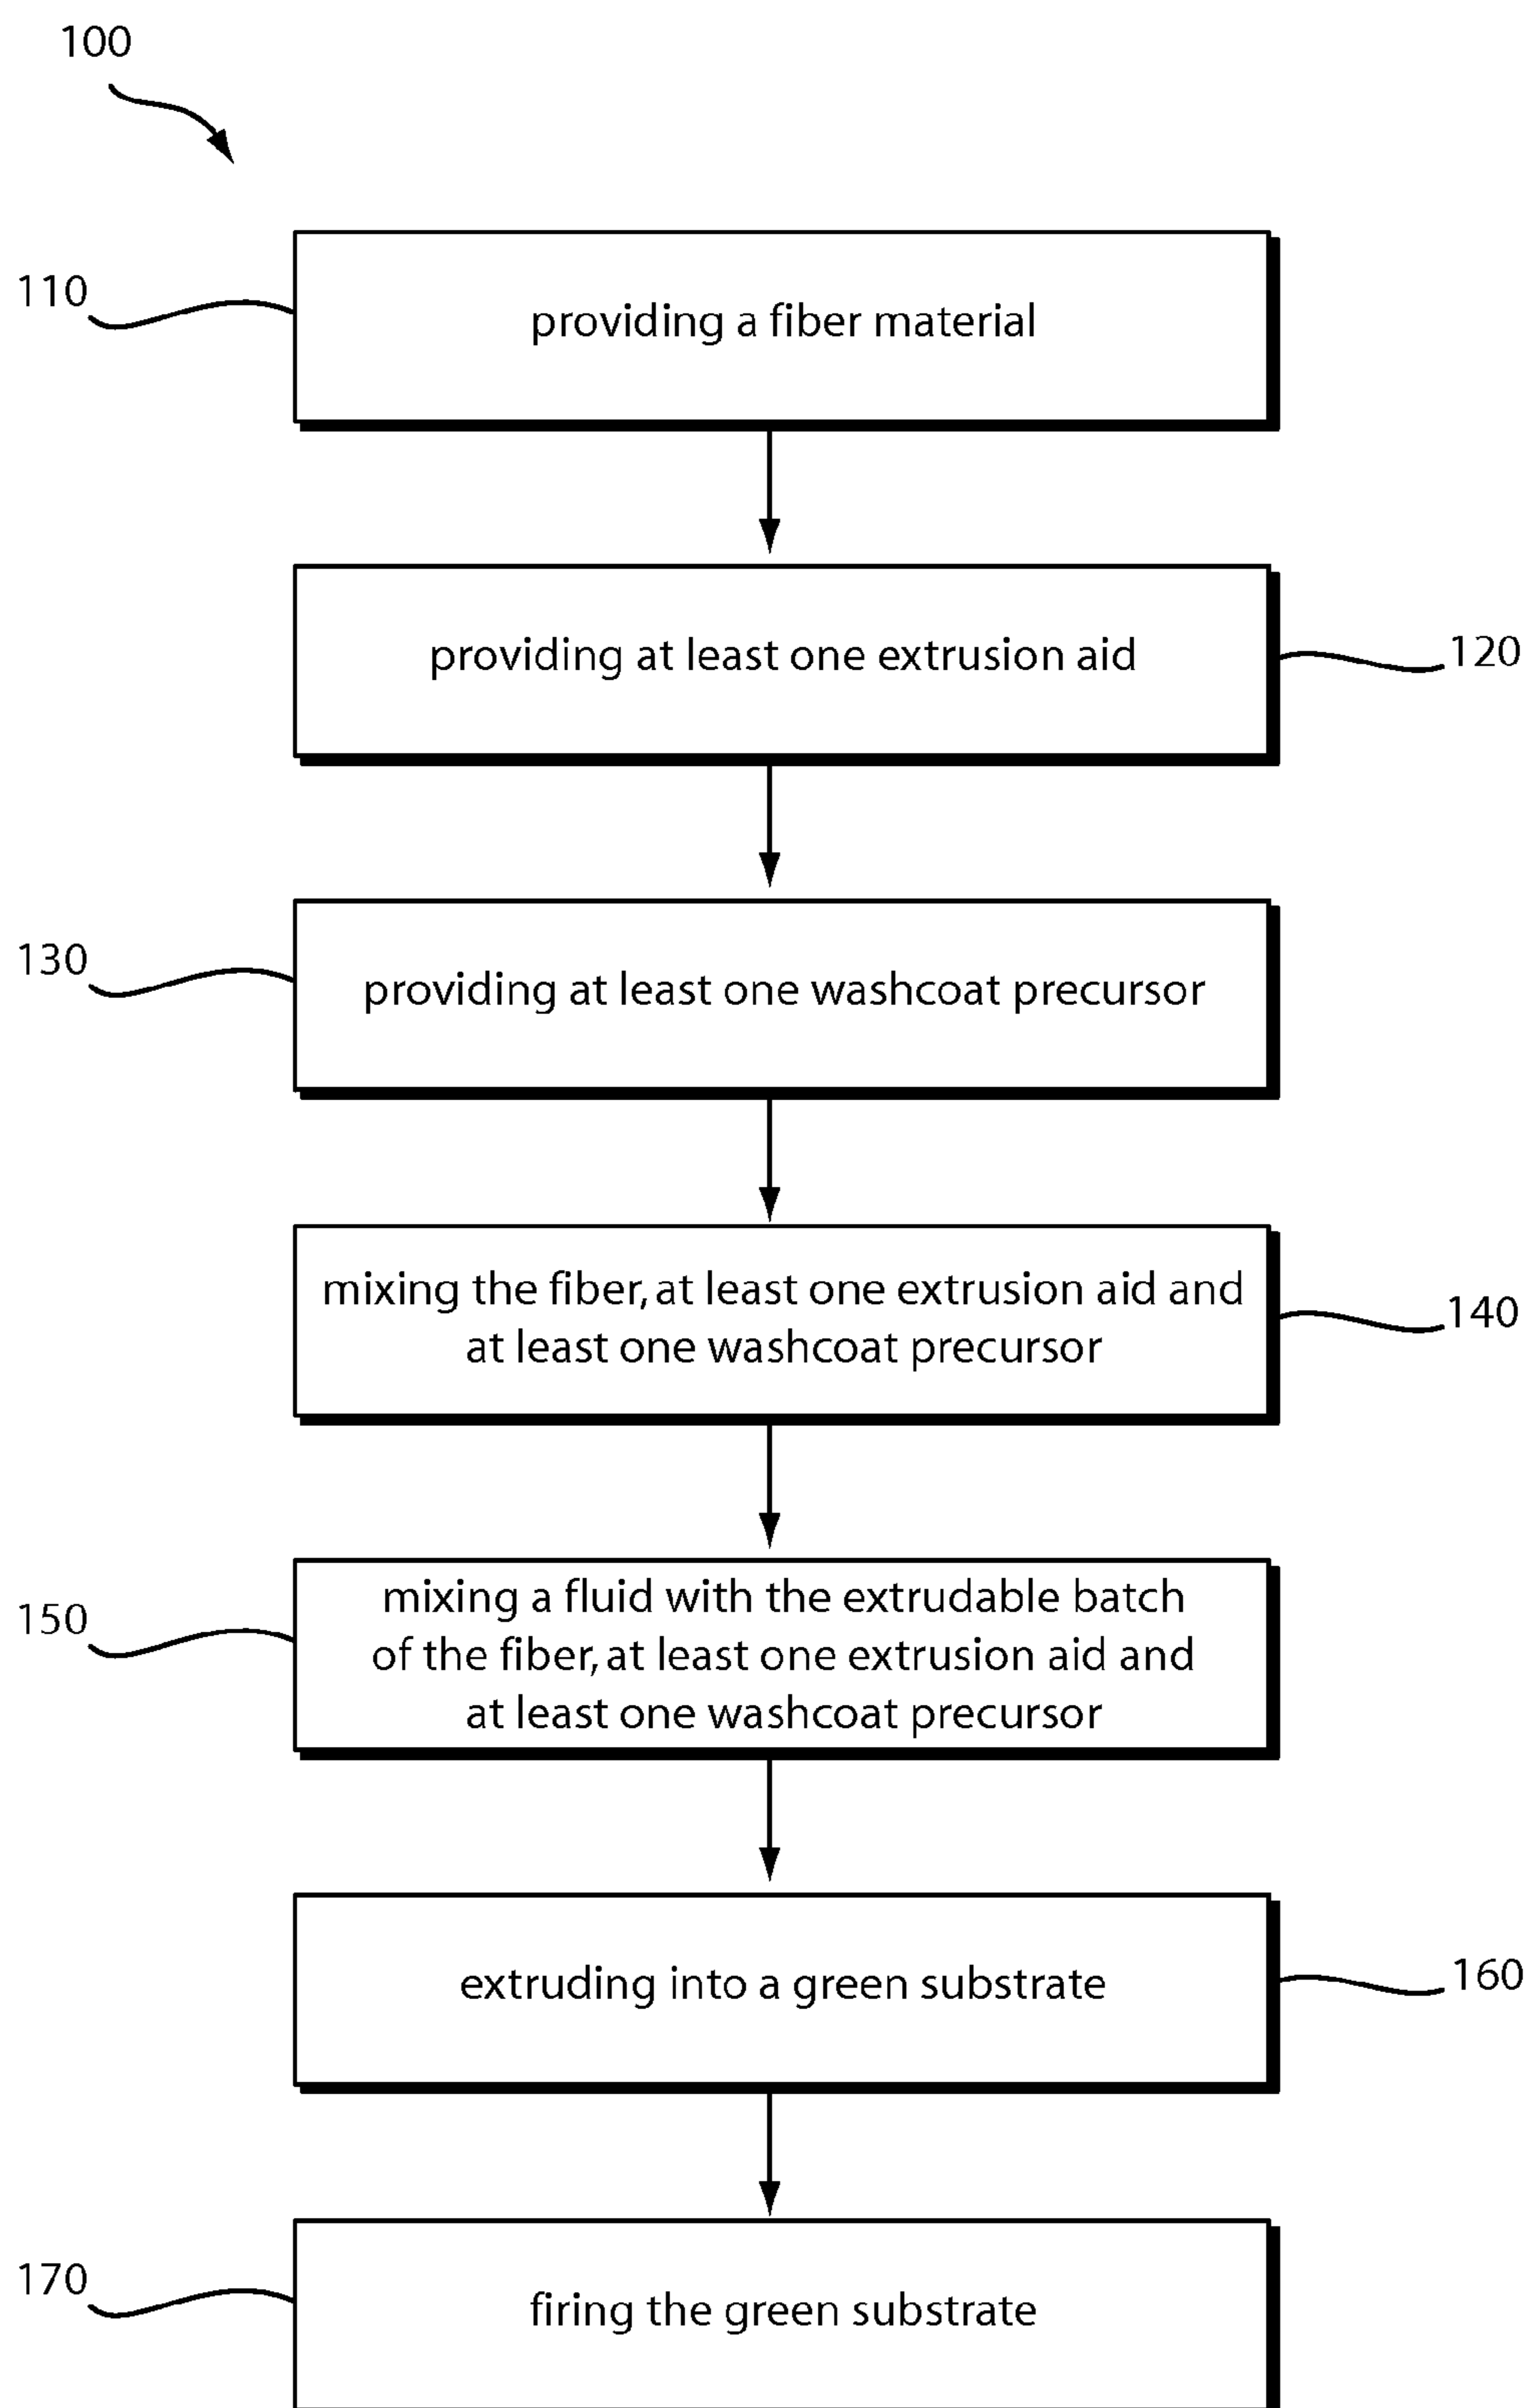 100
110
providing a fiber material
providing at least one extrusion aid
120
130
providing at least one washcoat precursor
mixing the fiber, at least one extrusion aid and
at least one washcoat precursor
140
150
mixing a fluid with the extrudable batch
of the fiber, at least one extrusion aid and
at least one washcoat precursor
extruding into a green substrate
160
170
firing the green substrate